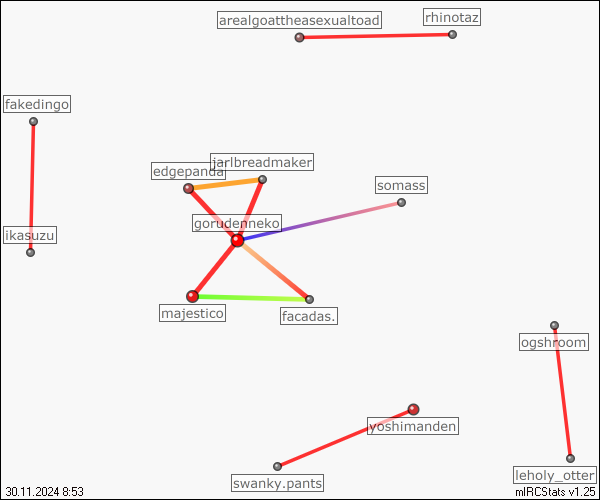 arealgoattheasexualtoad
rhinotaz
fakedingo
jarlbreadmaker
edgepanda
somass
gorudenneko
ikasuzu
majestico
facadas.
ogshroom
yoshimanden
swanky.pants
leholy_otter
30.11.2024 8:53
mIRCStats v1.25